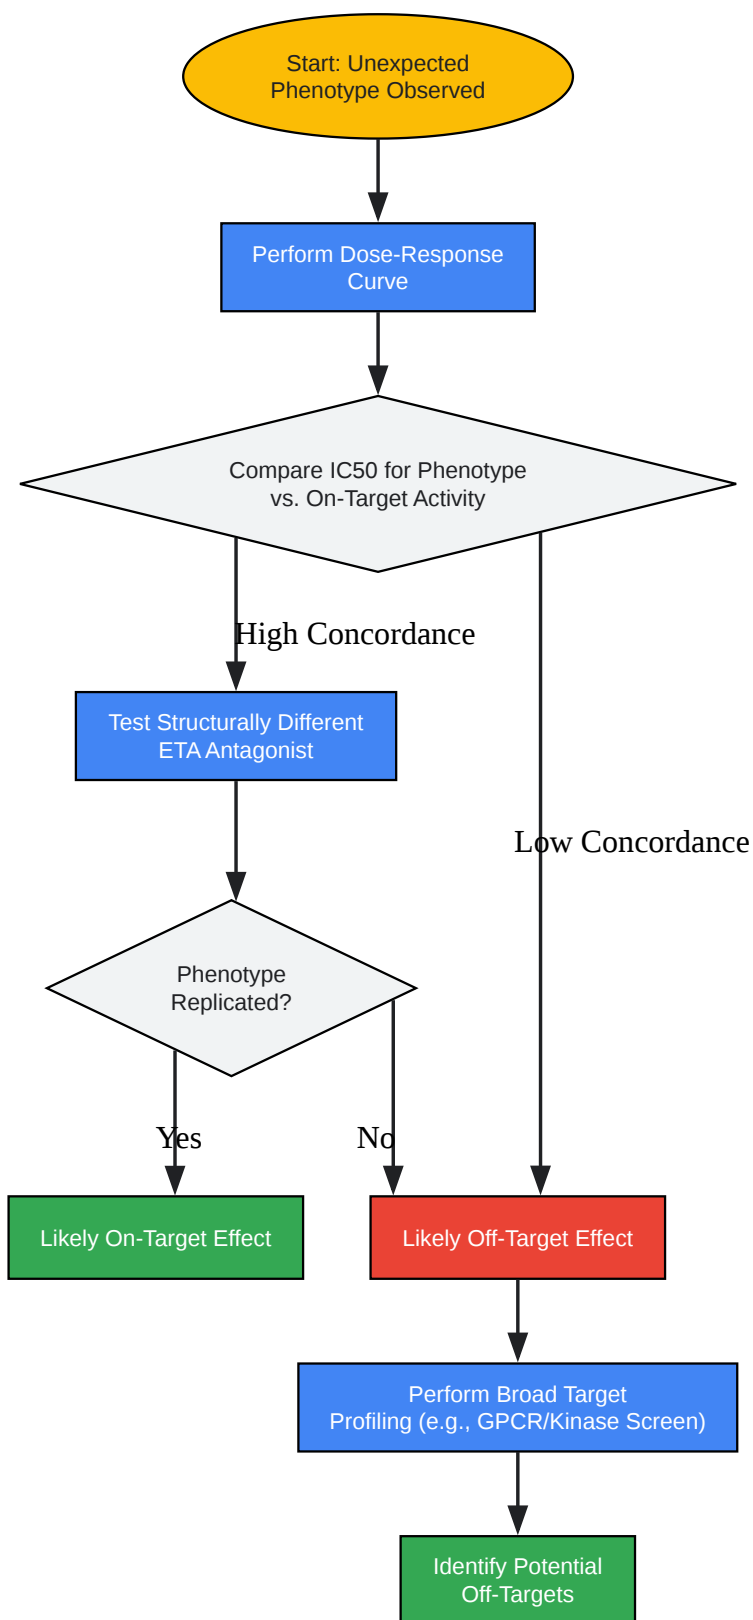 Start: Unexpected
Phenotype Observed
Perform Dose-Response
Curve
Compare IC50 for Phenotype
vs. On-Target Activity
High Concordance
Test Structurally Different
ETA Antagonist
Low Concordance
Phenotype
Replicated?
Yes
No
Likely On-Target Effect
Likely Off-Target Effect
Perform Broad Target
Profiling (e.g., GPCR/Kinase Screen)
Identify Potential
Off-Targets